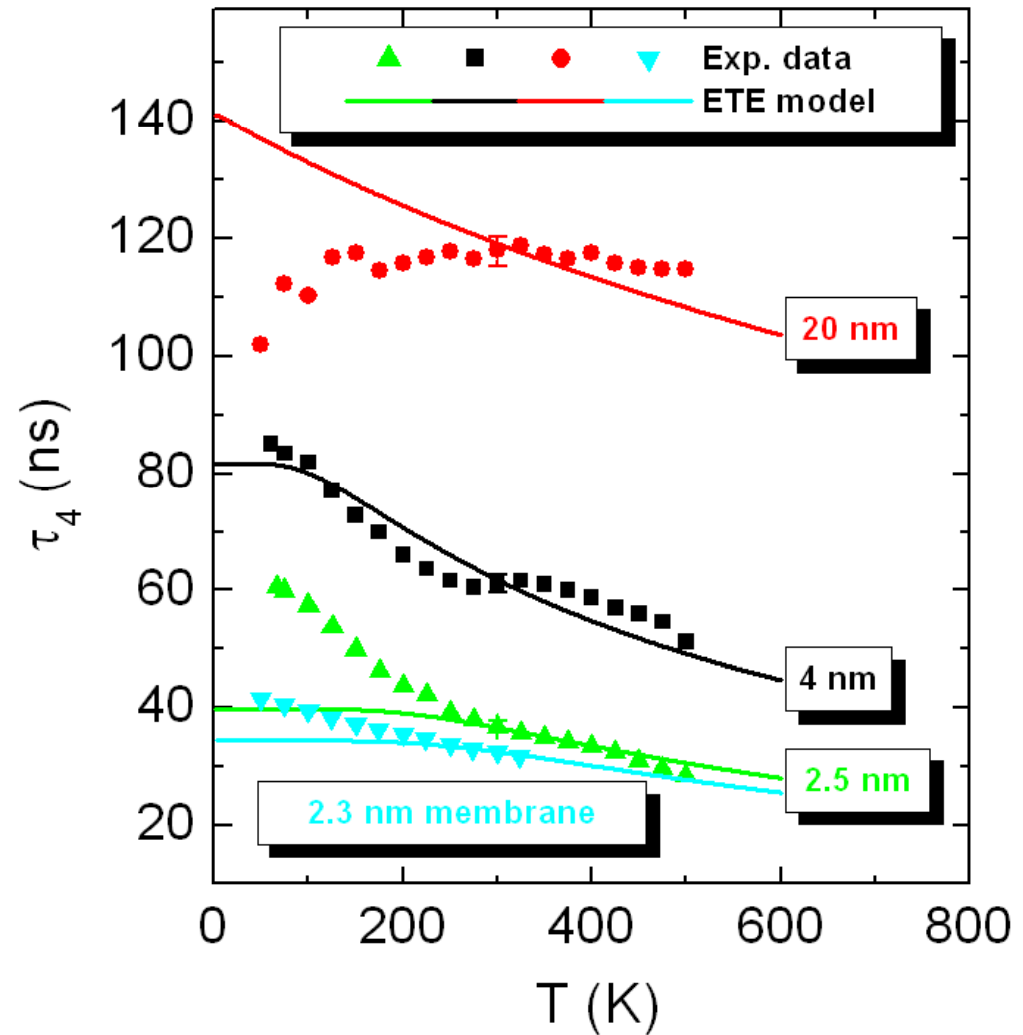 Exp. data
ETE model
140
120
100
80
60
40
20
τ4 (ns)
20 nm
4 nm
2.5 nm
2.3 nm membrane
0 200 400 600 800
T (K)